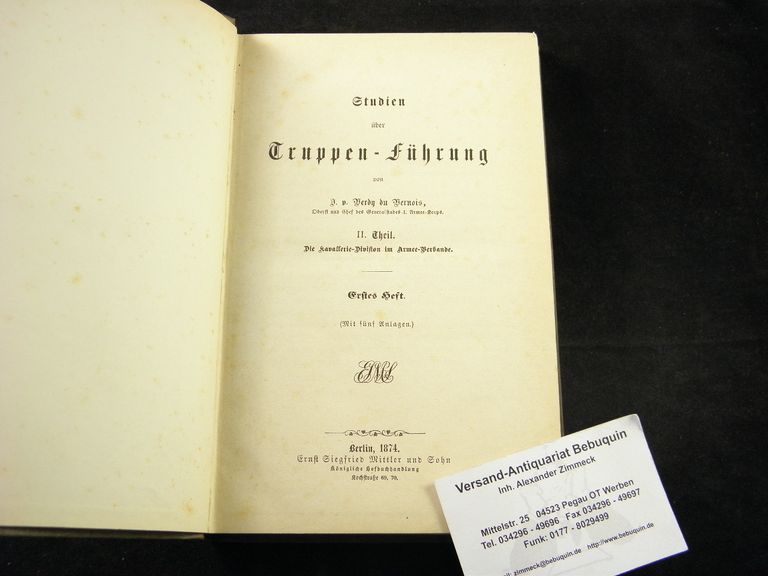 Studien
über
Truppen-Führung
von
J. v. Verdy du Vernois,
Oberst und Chef des Generalstabes I. Armee-Korps.
II. Theil.
Die Kavallerie-Division im Armee-Verbande.
Erstes Heft.
(Mit fünf Anlagen.)
Berlin, 1874.
Ernst Siegfried Mittler und Sohn
Königliche Hofbuchhandlung
Kochstraße 69, 70.
Versand-Antiquariat Bebuquin
Inh. Alexander Zimmeck
Mittelstr. 25 04523 Pegau OT Werben
Tel. 034296 - 49696 Fax 034296 - 49697
Funk: 0177 - 8029499
zimmeck@bebuquin.de http://www.bebuquin.de